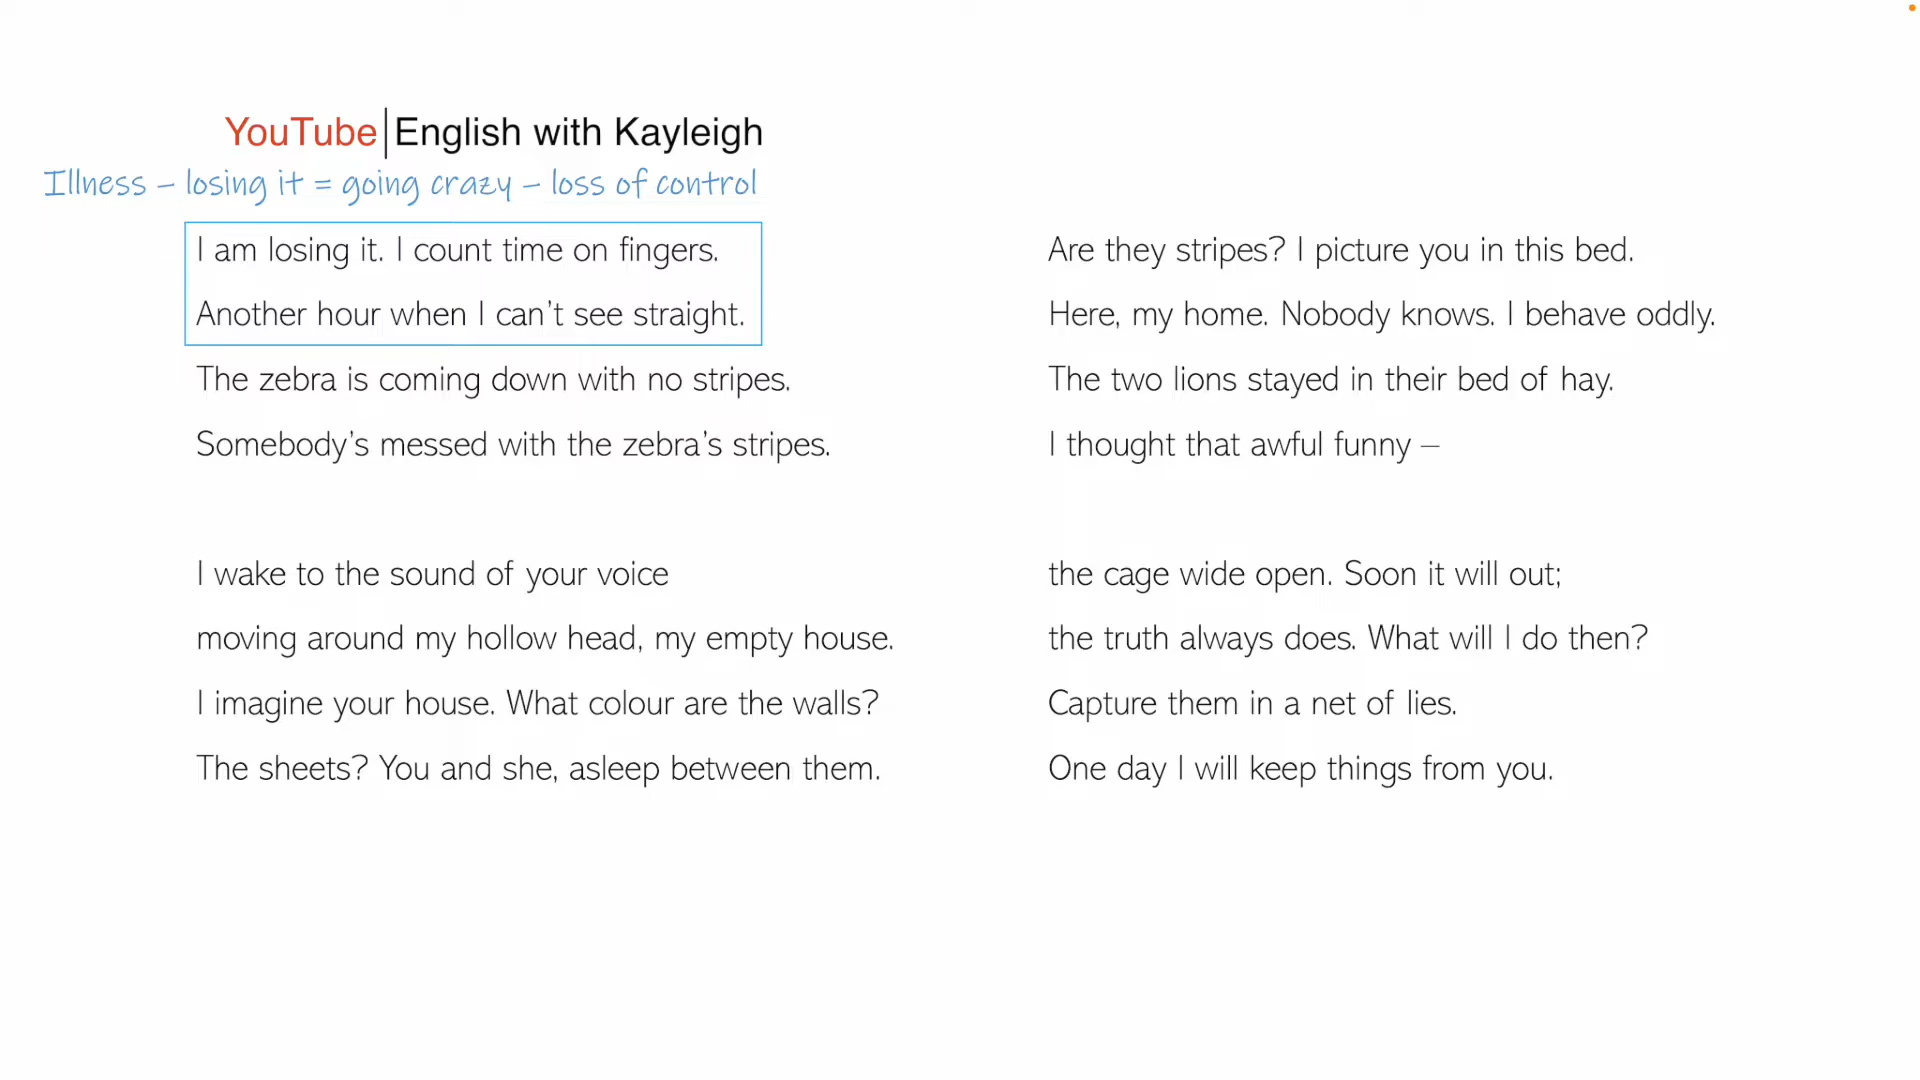 YouTube|English with Kayleigh
Illness – losing it = going crazy – loss of control
I am losing it. I count time on fingers.
Another hour when I can’t see straight.
The zebra is coming down with no stripes.
Somebody’s messed with the zebra’s stripes.
I wake to the sound of your voice
moving around my hollow head, my empty house.
I imagine your house. What colour are the walls?
The sheets? You and she, asleep between them.
Are they stripes? I picture you in this bed.
Here, my home. Nobody knows. I behave oddly.
The two lions stayed in their bed of hay.
I thought that awful funny –
the cage wide open. Soon it will out;
the truth always does. What will I do then?
Capture them in a net of lies.
One day I will keep things from you.